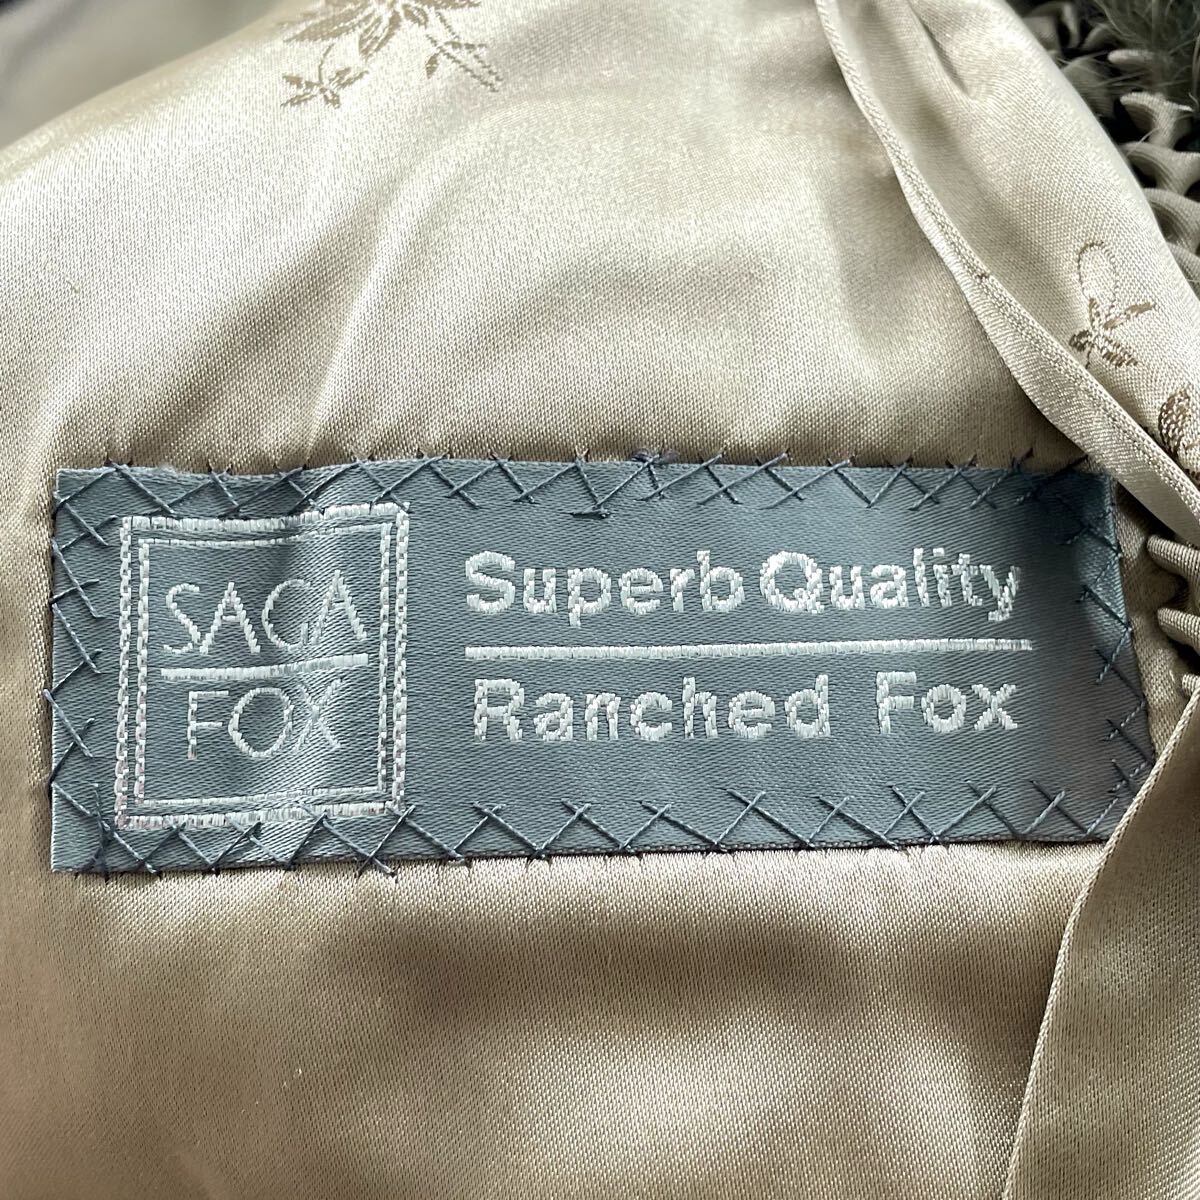 SAGA
FOX
Superb Quality
Ranched Fox